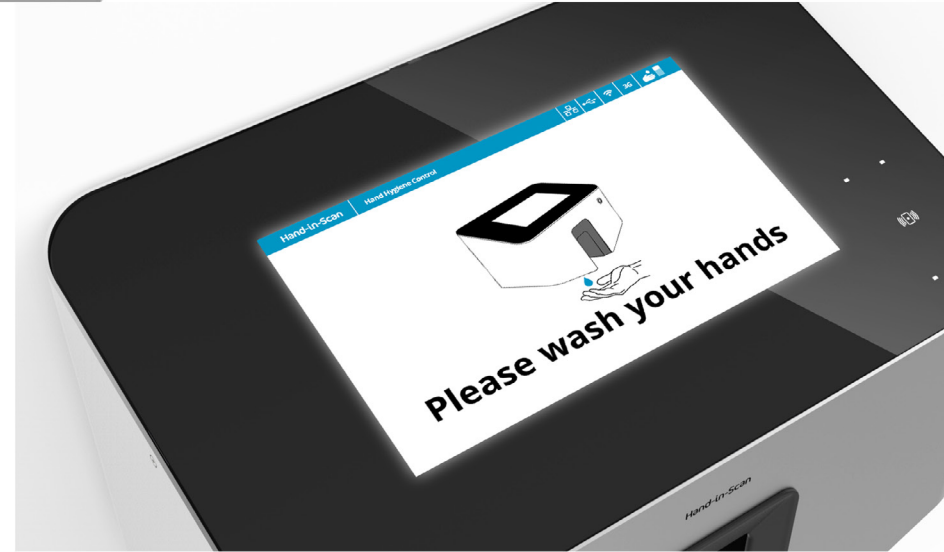 Hand-in-Scan
Hand Hygiene Control
3G
Please wash your hands
Hand-in-Scan